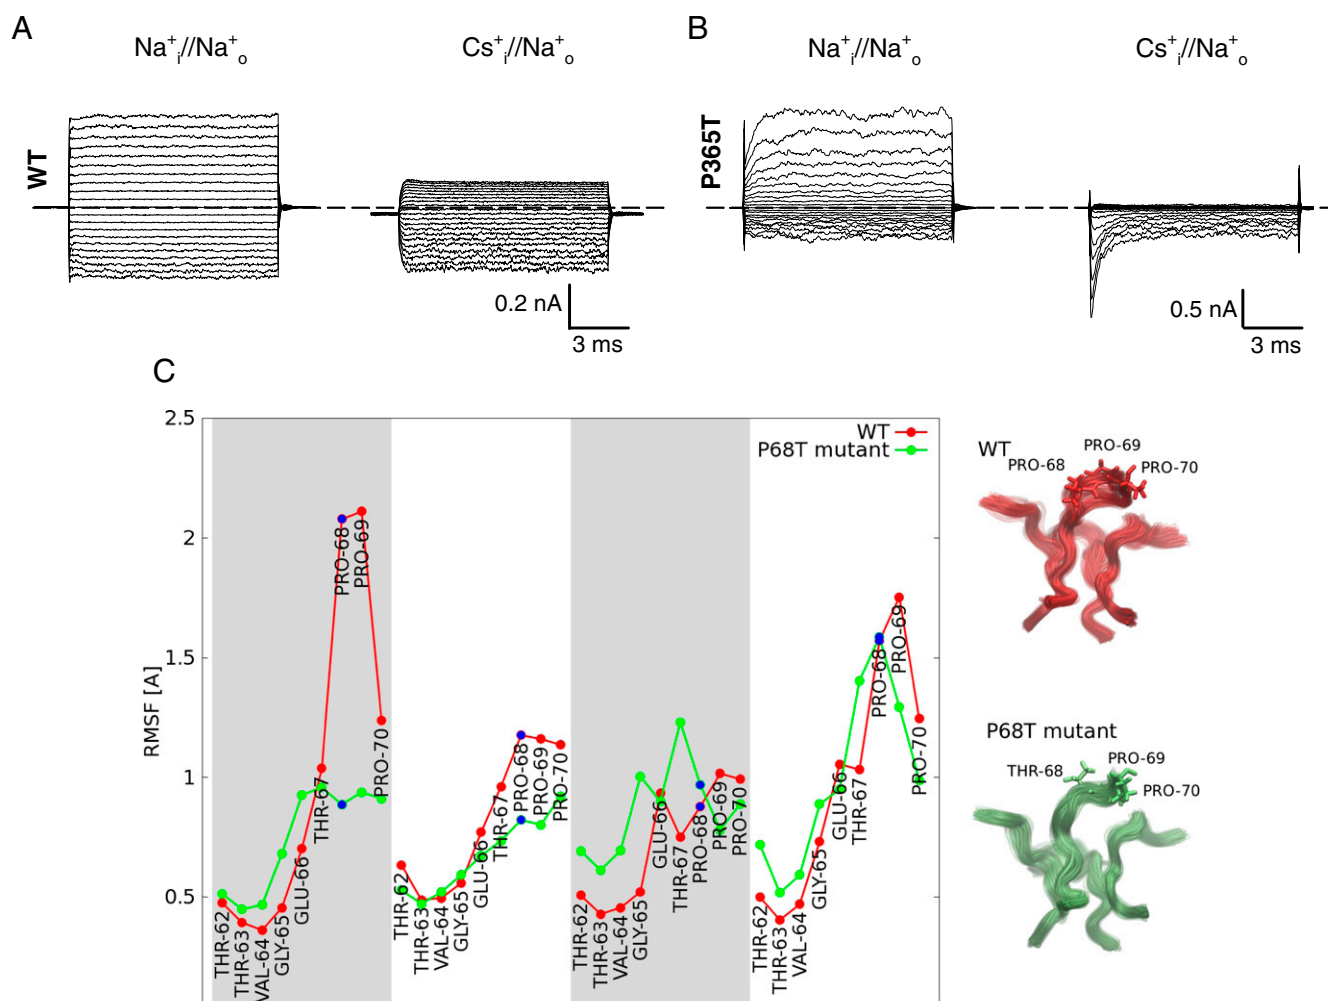 A
B
Na⁺ᵢ//Na⁺ₒ
Cs⁺ᵢ//Na⁺ₒ
Na⁺ᵢ//Na⁺ₒ
Cs⁺ᵢ//Na⁺ₒ
WT
P365T
0.2 nA
3 ms
0.5 nA
3 ms
C
2.5
2
1.5
1
0.5
RMSF [A]
WT
P68T mutant
THR-62
THR-63
VAL-64
GLY-65
GLU-66
THR-67
PRO-68
PRO-69
PRO-70
THR-62
THR-63
VAL-64
GLY-65
GLU-66
THR-67
PRO-68
PRO-69
PRO-70
THR-62
THR-63
VAL-64
GLY-65
GLU-66
THR-67
PRO-68
PRO-69
PRO-70
THR-62
THR-63
THR-64
GLY-65
GLU-66
THR-67
PRO-68
PRO-69
PRO-70
WT
PRO-68
PRO-69
PRO-70
P68T mutant
THR-68
PRO-69
PRO-70